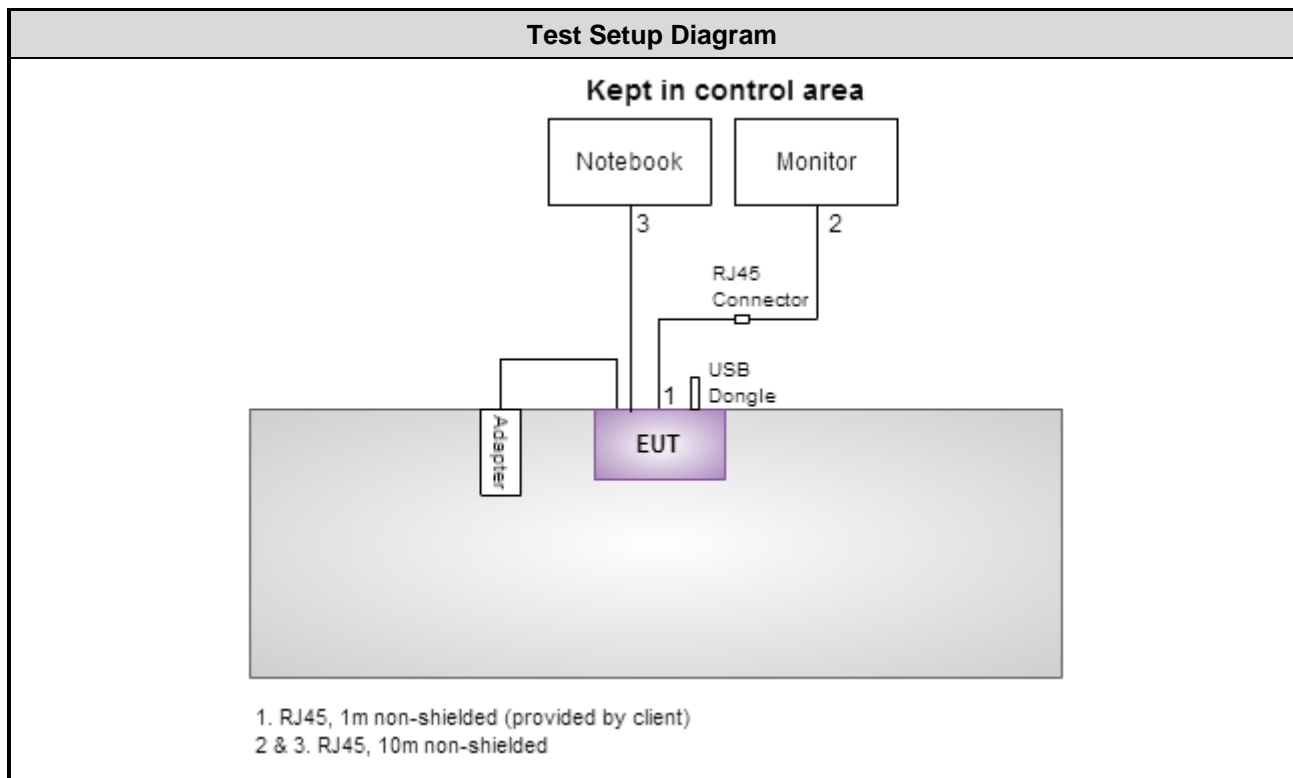 Test Setup Diagram
Kept in control area
Notebook
Monitor
3
2
RJ45
Connector
USB
1
Dongle
Adapter
EUT
1. RJ45, 1m non-shielded (provided by client)
2 & 3. RJ45, 10m non-shielded